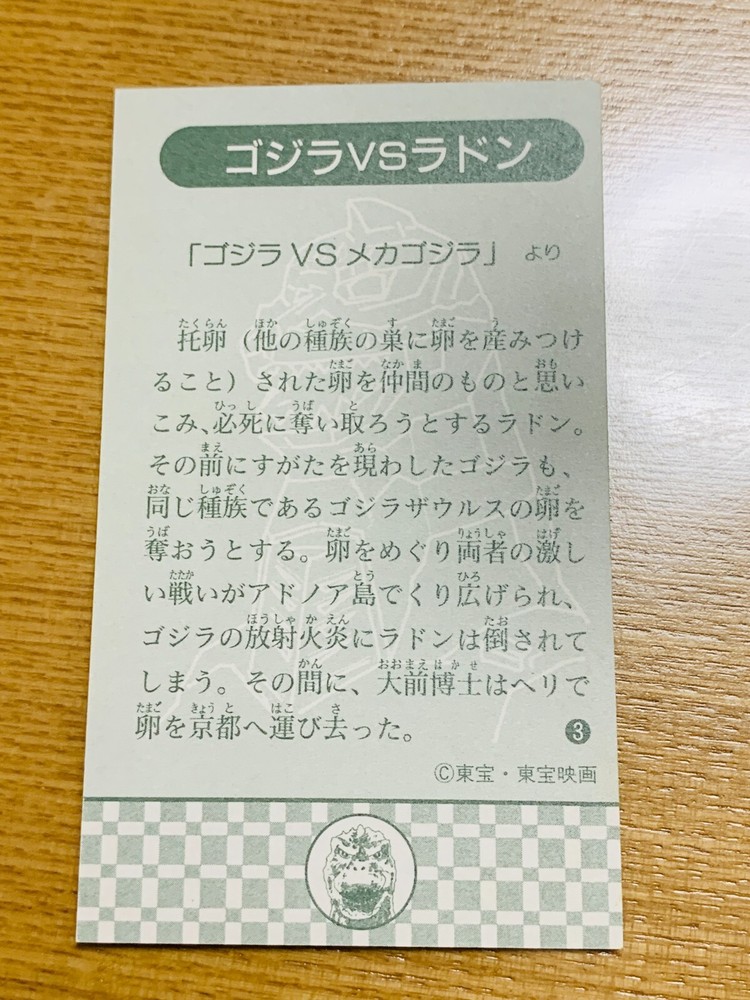 ゴジラVSラドン
「ゴジラ VS メカゴジラ」 より
托卵（他の種族の巣に卵を産みつけ
ること）された卵を仲間のものと思い
こみ、必死に奪い取ろうとするラドン。
その前にすがたを現わしたゴジラも、
同じ種族であるゴジラザウルスの卵を
奪おうとする。卵をめぐり両者の激し
い戦いがアドノア島でくり広げられ、
ゴジラの放射火炎にラドンは倒されて
しまう。その間に、大前博士はヘリで
卵を京都へ運び去った。
3
©東宝・東宝映画